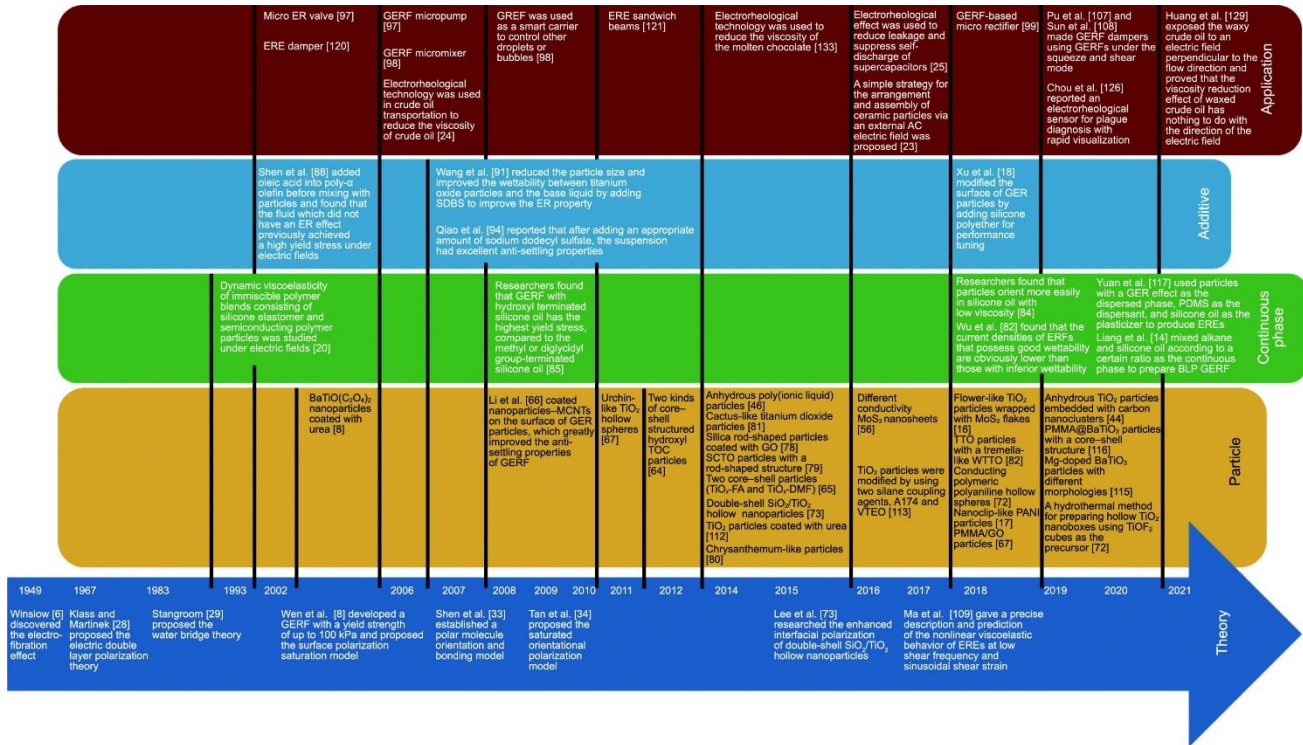 Micro ER valve [97]
ERE damper [120]
GERF micropump
[97]
GERF micromixer
[98]
Electrorheological
technology was used
in crude oil
transportation to
reduce the viscosity
of crude oil [24]
GREF was used
as a smart carrier
to control other
droplets or
bubbles [98]
ERE sandwich
beams [121]
Electrorheological
technology was used to
reduce the viscosity of
the molten chocolate [133]
Electrorheological
effect was used to
reduce leakage and
suppress self-
discharge of
supercapacitors [25]
A simple strategy for
the arrangement and
assembly of
ceramic particles via
an external AC
electric field was
proposed [23]
GERF-based
micro rectifier [99]
Pu et al. [107] and
Sun et al. [108]
made GERF dampers
using GERFs under the
squeeze and shear
mode
Chou et al. [126]
reported an
electrorheological
sensor for plague
diagnosis with
rapid visualization
Huang et al. [129]
exposed the waxy
crude oil to an
electric field
perpendicular to the
flow direction and
proved that the
viscosity reduction
effect of waxed
crude oil has
nothing to do with
the direction of the
electric field
Application
Shen et al. [88] added
oleic acid into poly-α
olefin before mixing with
particles and found that
the fluid which did not
have an ER effect
previously achieved
a high yield stress under
electric fields
Wang et al. [91] reduced the particle size and
improved the wettability between titanium
oxide particles and the base liquid by adding
SDBS to improve the ER property
Qiao et al. [94] reported that after adding an appropriate
amount of sodium dodecyl sulfate, the suspension
had excellent anti-settling properties
Xu et al. [18]
modified the
surface of GER
particles by
adding silicone
polyether for
performance
tuning
Additive
Dynamic viscoelasticity
of immiscible polymer
blends consisting of
silicone elastomer and
semiconducting polymer
particles was studied
under electric fields [20]
Researchers found
that GERF with
hydroxyl terminated
silicone oil has the
highest yield stress,
compared to the
methyl or diglycidyl
group-terminated
silicone oil [85]
Researchers found that
particles orient more easily
in silicone oil with
low viscosity [84]
Wu et al. [82] found that the
current densities of ERFs
that possess good wettability
are obviously lower than
those with inferior wettability
Yuan et al. [117] used particles
with a GER effect as the
dispersed phase, PDMS as the
dispersant, and silicone oil as the
plasticizer to produce EREs
Liang et al. [14] mixed alkane
and silicone oil according to a
certain ratio as the continuous
phase to prepare BLP GERF
Continuous
phase
BaTiO(C₂O₄)₂
nanoparticles
coated with
urea [8]
Li et al. [66] coated
nanoparticles–MCNTs
on the surface of GER
particles, which greatly
improved the anti-
settling properties
of GERF
Urchin-
like TiO₂
hollow
spheres
[67]
Two kinds
of core–
shell
structured
hydroxyl
TOC
particles
[64]
Anhydrous poly(ionic liquid)
particles [46]
Cactus-like titanium dioxide
particles [81]
Silica rod-shaped particles
coated with GO [78]
SCTO particles with a
rod-shaped structure [79]
Two core–shell particles
(TiOₓ-FA and TiOₓ-DMF) [65]
Double-shell SiO₂/TiO₂
hollow nanoparticles [73]
TiO₂ particles coated with urea
[112]
Chrysanthemum-like particles
[80]
Different
conductivity
MoS₂ nanosheets
[56]
TiO₂ particles were
modified by using
two silane coupling
agents, A174 and
VTEO [113]
Flower-like TiO₂
particles wrapped
with MoS₂ flakes
[16]
TTO particles
with a tremella-
like WTTO [82]
Conducting
polymeric
polyaniline hollow
spheres [72]
Nanoclip-like PANI
particles [17]
PMMA/GO
particles [67]
Anhydrous TiO₂ particles
embedded with carbon
nanoclusters [44]
PMMA@BaTiO₃ particles
with a core–shell
structure [116]
Mg-doped BaTiO₃
particles with
different
morphologies [115]
A hydrothermal method
for preparing hollow TiO₂
nanoboxes using TiOF₂
cubes as the
precursor [72]
Particle
1949 1967 1983 1993 2002 2006 2007 2008 2009 2010 2011 2012 2014 2015 2016 2017 2018 2019 2020 2021
Winslow [6]
discovered
the electro-
fibration
effect
Klass and
Martinek [28]
proposed the
electric double
layer polarization
theory
Stangroom [29]
proposed the
water bridge theory
Wen et al. [8] developed a
GERF with a yield strength
of up to 100 kPa and proposed
the surface polarization
saturation model
Shen et al. [33]
established a
polar molecule
orientation and
bonding model
Tan et al. [34]
proposed the
saturated
orientational
polarization
model
Lee et al. [73]
researched the enhanced
interfacial polarization
of double-shell SiO₂/TiO₂
hollow nanoparticles
Ma et al. [109] gave a precise
description and prediction
of the nonlinear viscoelastic
behavior of EREs at low
shear frequency and
sinusoidal shear strain
Theory